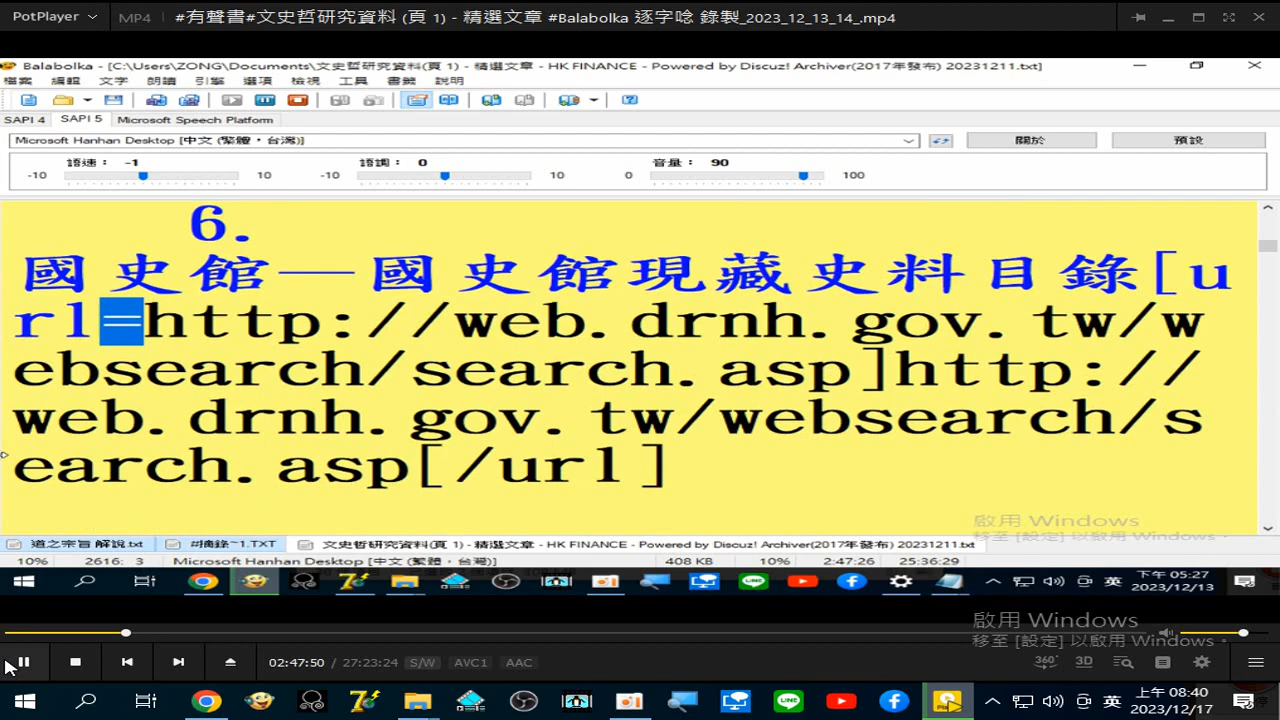 PotPlayer MP4 #有聲書#文史哲研究資料 (頁 1) - 精選文章 #Balabolka 逐字唸 錄製_2023_12_13_14_.mp4
Balabolka - [C:\Users\ZONG\Documents\文史哲研究資料(頁 1) - 精選文章 - HK FINANCE - Powered by Discuz! Archiver(2017年發布) 20231211.txt]
檔案 編輯 文字 朗讀 引擎 選項 檢視 工具 書籤 說明
SAPI 4 SAPI 5 Microsoft Speech Platform
Microsoft Hanhan Desktop [中文 (繁體，台灣)] 關於 預設
語速： -1 語調： 0 音量： 90
-10 10 -10 10 0 100
6.
國史館—國史館現藏史料目錄[u
rl=http://web.drnh.gov.tw/w
ebsearch/search.asp]http://
web.drnh.gov.tw/websearch/s
earch.asp[/url]
啟用 Windows
移至 [設定] 以啟用 Windows。
道之宗旨 解說.txt #摘錄~1.TXT 文史哲研究資料(頁 1) - 精選文章 - HK FINANCE - Powered by Discuz! Archiver(2017年發布) 20231211.txt
10% 2616: 3 Microsoft Hanhan Desktop [中文 (繁體，台灣)] 408 KB 10% 2:47:26 25:36:29
英 下午 05:27
2023/12/13
啟用 Windows
移至 [設定] 以啟用 Windows。
02:47:50 / 27:23:24 S/W AVC1 AAC 360° 3D
英 上午 08:40
2023/12/17